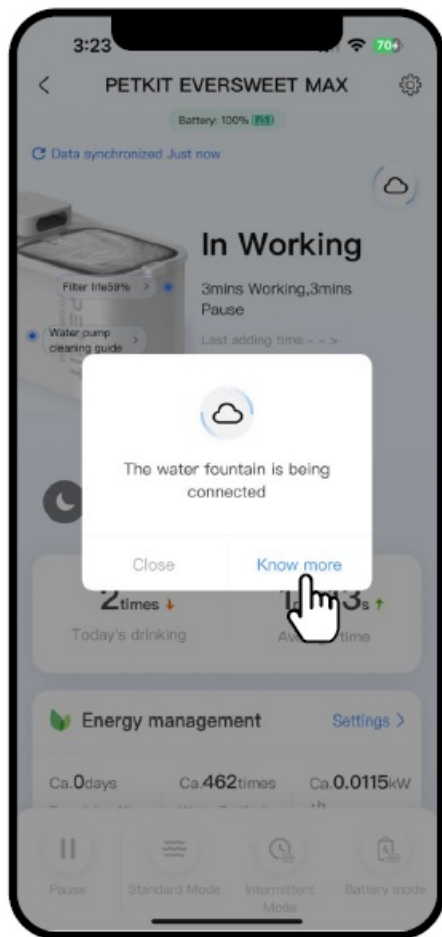 3:23
70
PETKIT EVERSWEET MAX
Battery: 100%
Data synchronized Just now
In Working
Filter life59% >
3mins Working,3mins
Pause
Water pump
cleaning guide >
Last adding time:- - >
The water fountain is being
connected
Close
Know more
2times
3s
Today's drinking
time
Energy management
Settings >
Ca.0days
Ca.462times
Ca.0.0115kW
Pause
Standard Mode
Intermittent
Mode
Battery mode